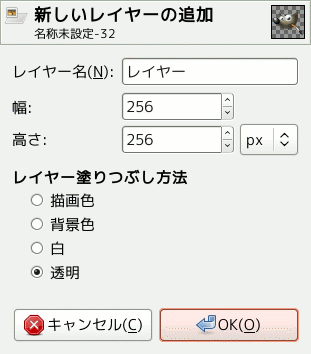 新しいレイヤーの追加
名称未設定-32
レイヤー名(N): レイヤー
幅: 256
高さ: 256 px
レイヤー塗りつぶし方法
描画色
背景色
白
透明
キャンセル(C) OK(O)